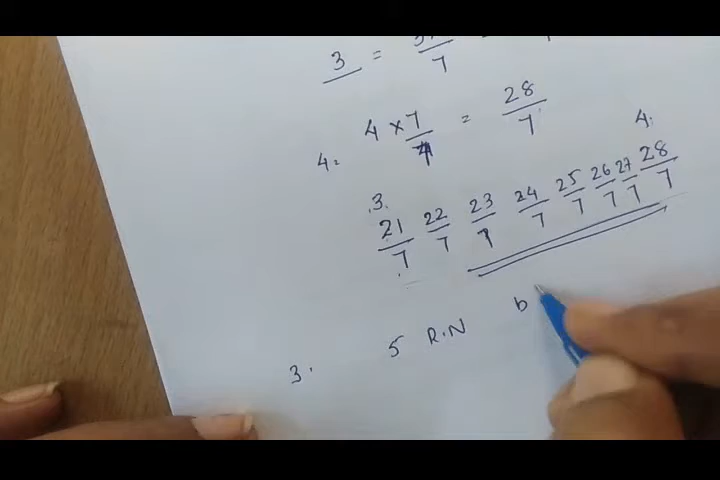 3 = /7
4: 4 × 7/ = 28/7
3. 4:
21/7 22/7 23/7 24/7 25/7 26/7 27/7 28/7
3. 5 R.N b